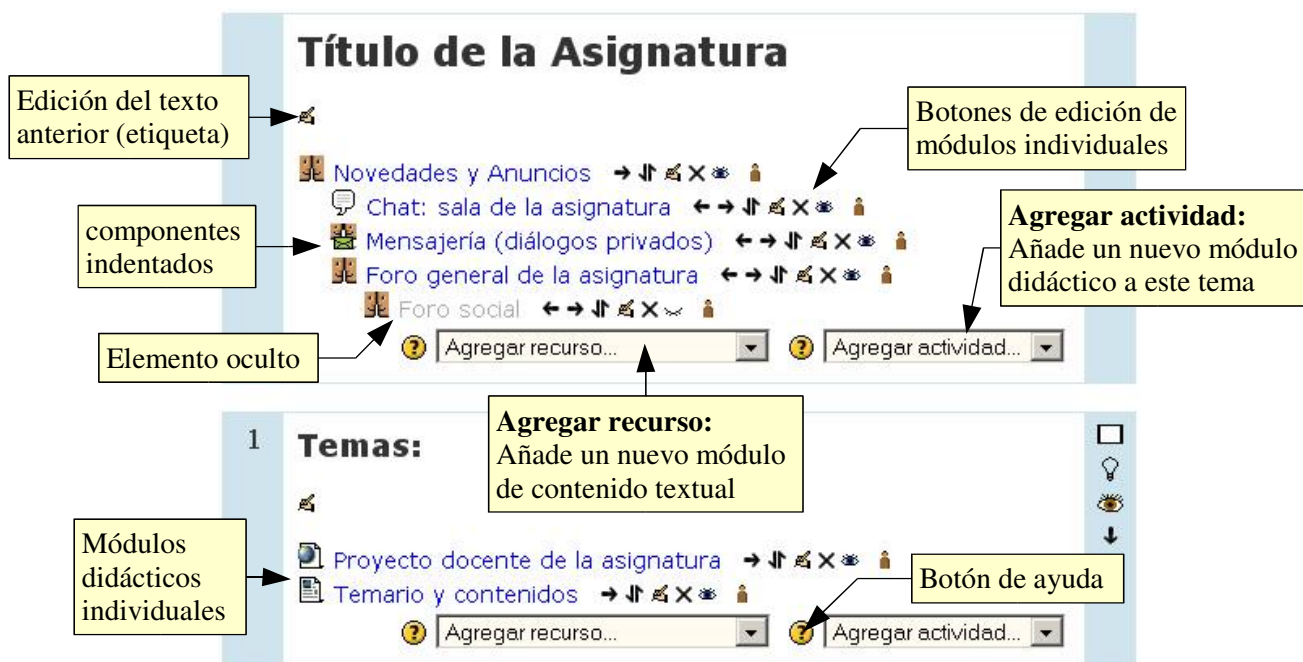 Título de la Asignatura
Edición del texto
anterior (etiqueta)
Botones de edición de
módulos individuales
Novedades y Anuncios
Chat: sala de la asignatura
componentes
indentados
Mensajería (diálogos privados)
Agregar actividad:
Añade un nuevo módulo
didáctico a este tema
Foro general de la asignatura
Foro social
Elemento oculto
Agregar recurso...
Agregar actividad...
Agregar recurso:
Añade un nuevo módulo
de contenido textual
1
Temas:
Módulos
didácticos
individuales
Proyecto docente de la asignatura
Temario y contenidos
Botón de ayuda
Agregar recurso...
Agregar actividad...